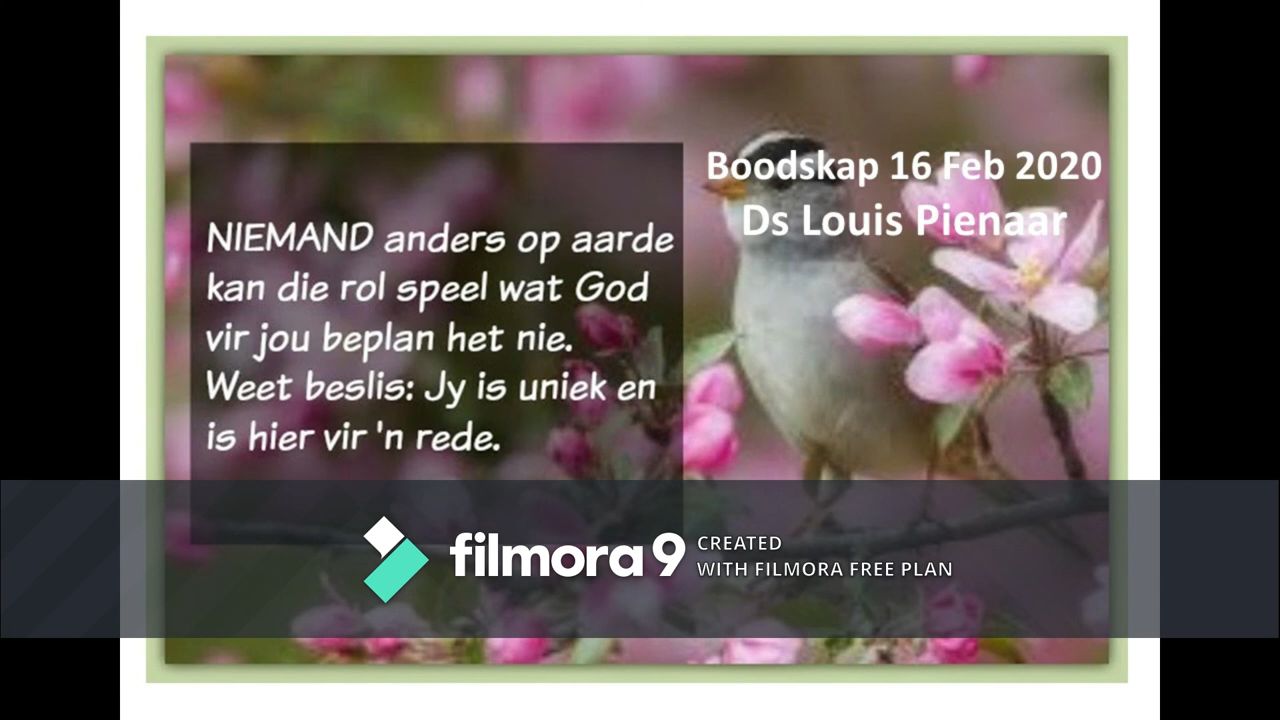 Boodskap 16 Feb 2020
Ds Louis Pienaar
NIEMAND anders op aarde
kan die rol speel wat God
vir jou beplan het nie.
Weet beslis: Jy is uniek en
is hier vir 'n rede.
filmora 9
CREATED
WITH FILMORA FREE PLAN